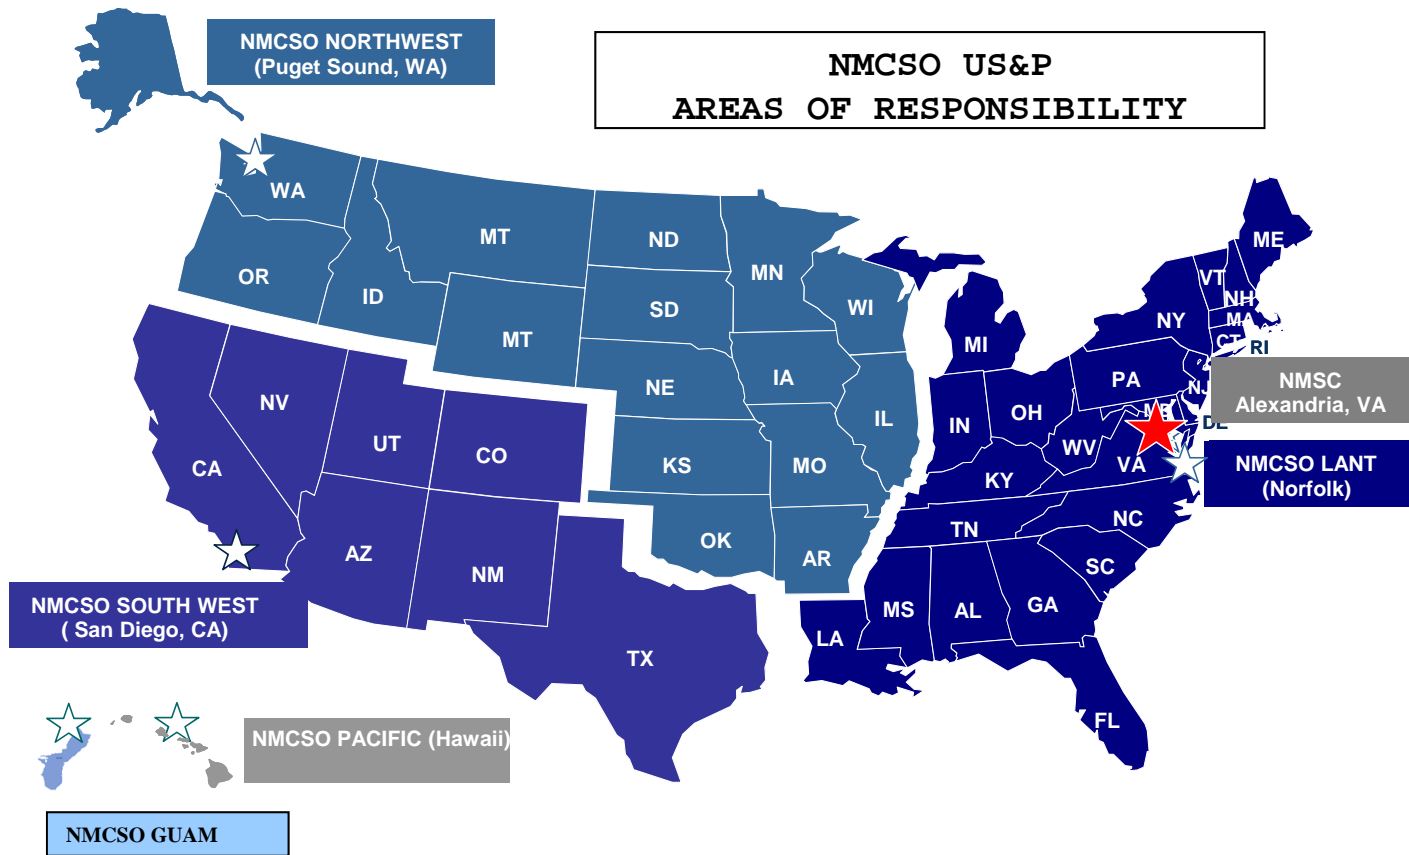 NMCSO NORTHWEST
(Puget Sound, WA)
NMCSO US&P
AREAS OF RESPONSIBILITY
WA
OR
ID
MT
MT
ND
SD
NE
KS
OK
MN
IA
MO
AR
WI
IL
CA
NV
UT
CO
AZ
NM
TX
MI
IN
OH
KY
WV
TN
MS
AL
GA
LA
FL
SC
NC
VA
PA
NY
VT
NH
ME
MA
CT
RI
NJ
DE
NMSC
Alexandria, VA
NMCSO LANT
(Norfolk)
NMCSO SOUTH WEST
( San Diego, CA)
NMCSO PACIFIC (Hawaii)
NMCSO GUAM